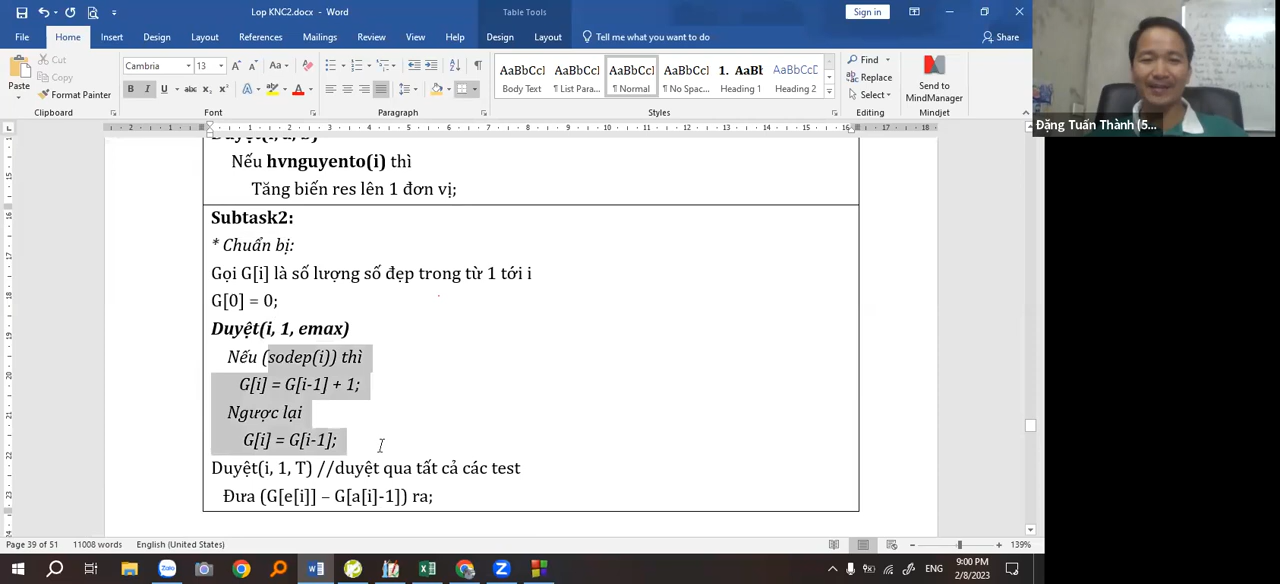 Lop KNC2.docx - Word
Table Tools
Sign in
File
Home
Insert
Design
Layout
References
Mailings
Review
View
Help
Design
Layout
Tell me what you want to do
Share
Paste
Cut
Copy
Format Painter
Clipboard
Cambria
13
Font
Paragraph
AaBbCcl
Body Text
AaBbCcl
¶ List Para...
AaBbCcl
¶ Normal
AaBbCcl
¶ No Spac...
1. AaBl
Heading 1
AaBbCcD
Heading 2
Styles
Find
Replace
Select
Editing
Send to
MindManager
Mindjet
Đặng Tuấn Thành (5...
Nếu hvnguyento(i) thì
Tăng biến res lên 1 đơn vị;
Subtask2:
* Chuẩn bị:
Gọi G[i] là số lượng số đẹp trong từ 1 tới i
G[0] = 0;
Duyệt(i, 1, emax)
Nếu (sodep(i)) thì
G[i] = G[i-1] + 1;
Ngược lại
G[i] = G[i-1];
Duyệt(i, 1, T) //duyệt qua tất cả các test
Đưa (G[e[i]] – G[a[i]-1]) ra;
Page 39 of 51
11008 words
English (United States)
139%
ENG
9:00 PM
2/8/2023